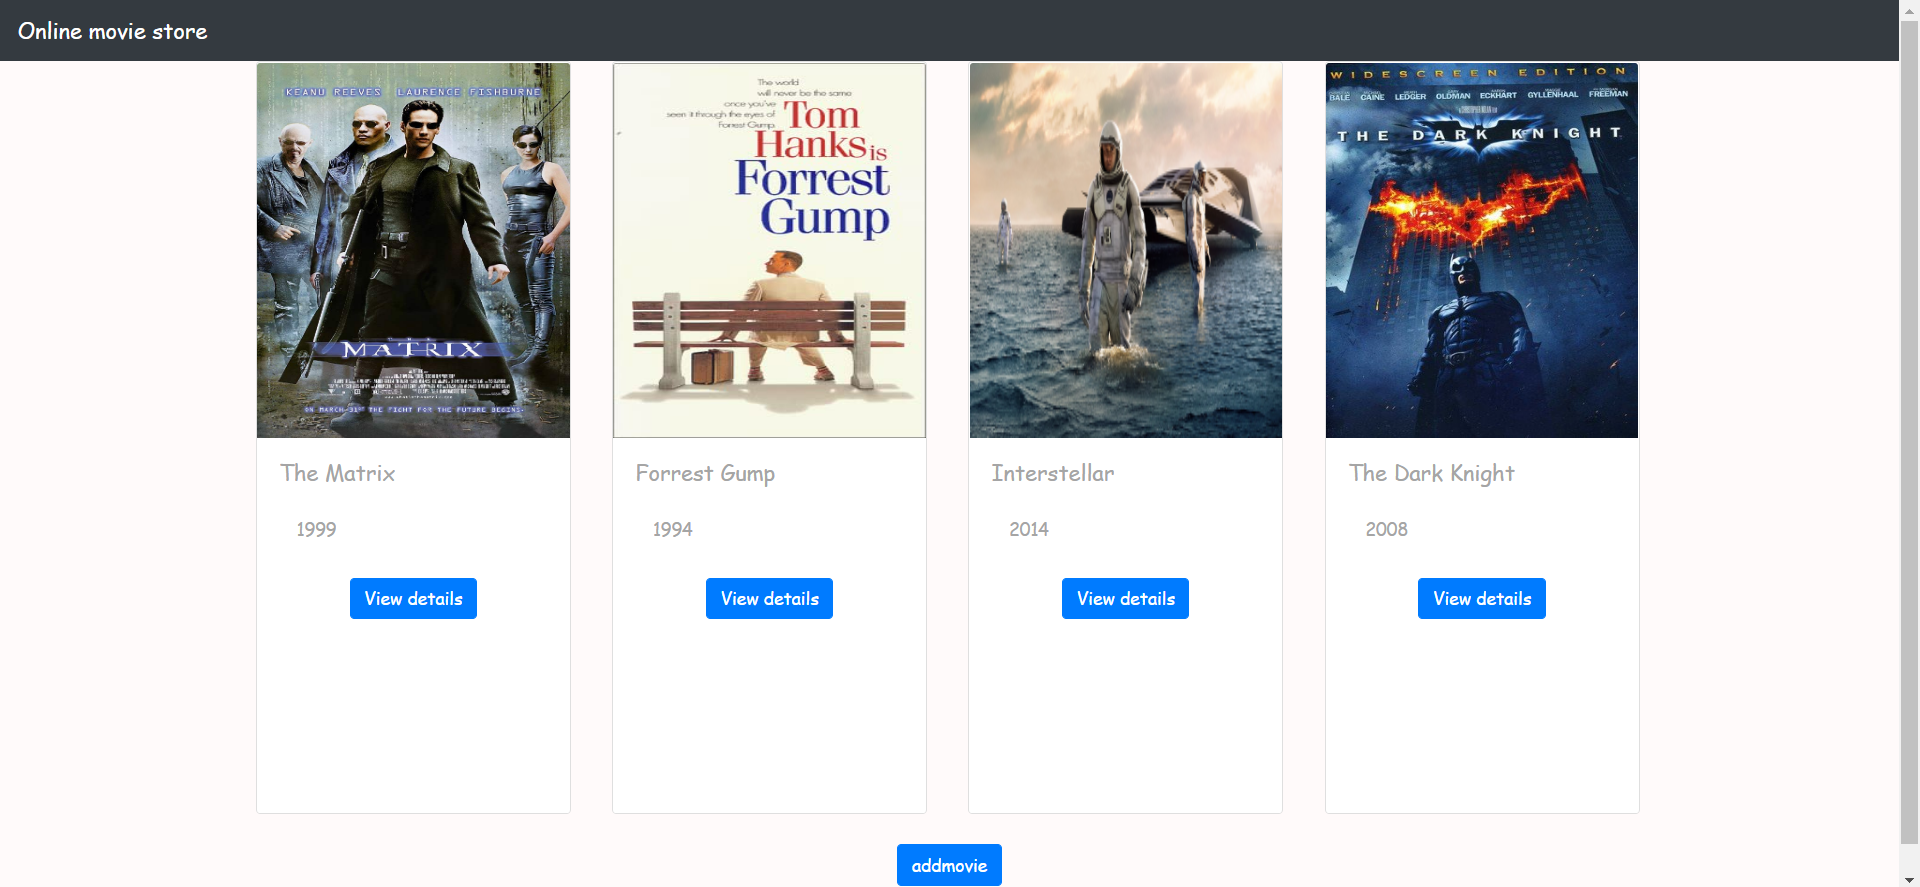 Online movie store
KEANU REEVES LAURENCE FISHBURNE
MATRIX
ON MARCH 31ST THE FIGHT FOR THE FUTURE BEGINS.
The Matrix
1999
View details
The world
will never be the same
once you've
seen it through the eyes of
Forrest Gump.
Tom
Hanks is
Forrest
Gump
Forrest Gump
1994
View details
Interstellar
2014
View details
WIDESCREEN EDITION
BALE CAINE LEDGER OLDMAN ECKHART GYLLENHAAL FREEMAN
THE DARK KNIGHT
The Dark Knight
2008
View details
addmovie